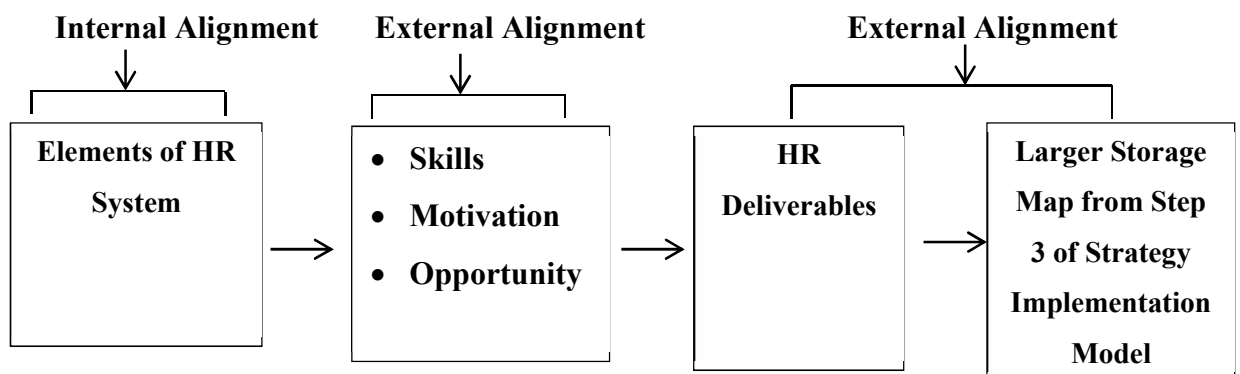 Internal Alignment
External Alignment
External Alignment
Elements of HR
System
• Skills
• Motivation
• Opportunity
HR
Deliverables
Larger Storage
Map from Step
3 of Strategy
Implementation
Model